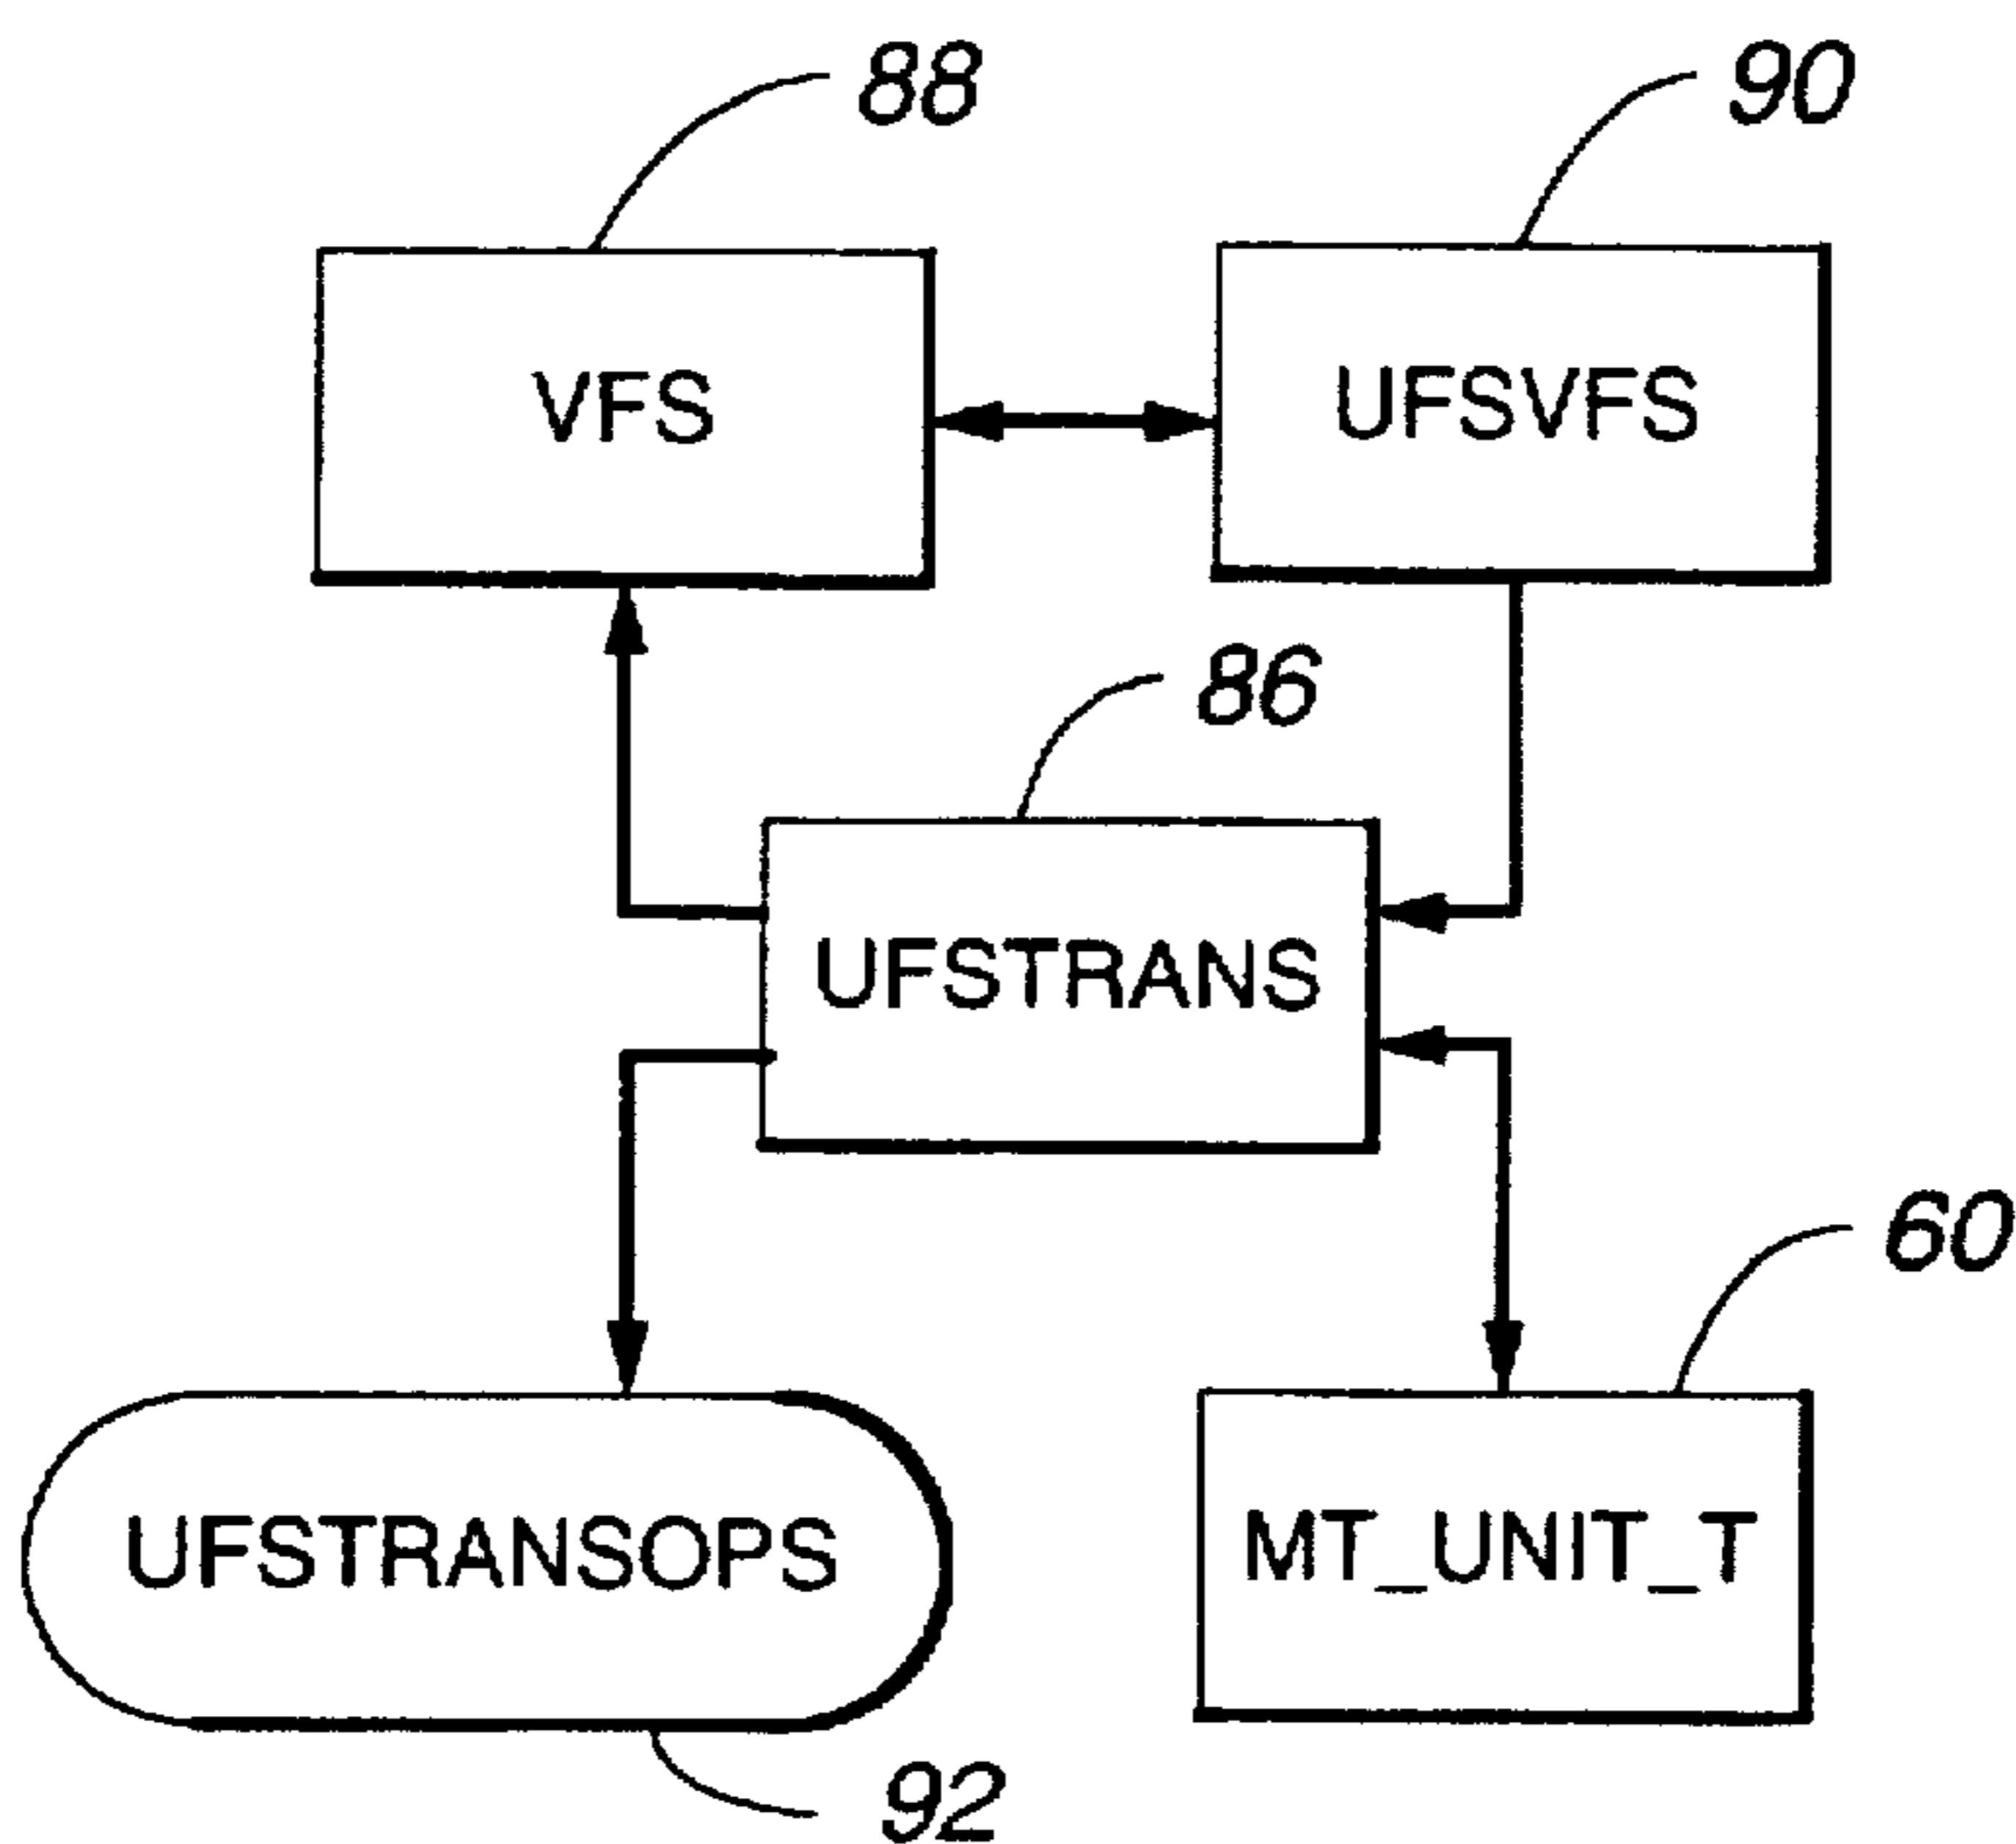 88
90
VFS
UFSVFS
86
UFSTRANS
60
UFSTRANSOPS
MT_UNIT_T
92